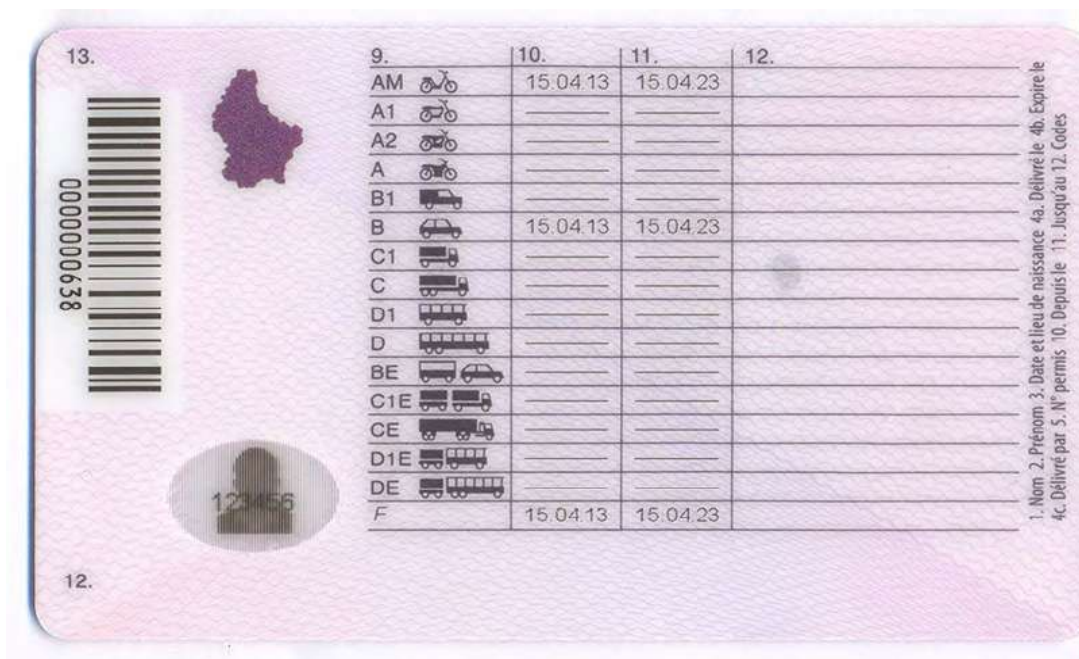 13.
0000000638
123456
12.
9. 10. 11. 12.
AM 15.04.13 15.04.23
A1
A2
A
B1
B 15.04.13 15.04.23
C1
C
D1
D
BE
C1E
CE
D1E
DE
F 15.04.13 15.04.23
1. Nom 2. Prénom 3. Date et lieu de naissance 4a. Délivré le 4b. Expire le
4c. Délivré par 5. N° permis 10. Depuis le 11. Jusqu'au 12. Codes